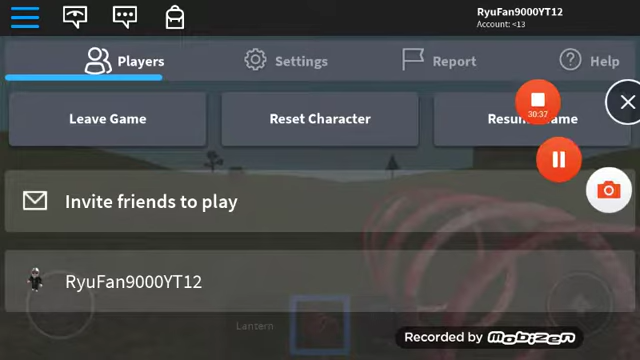 RyuFan9000YT12
Account: <13
Players
Settings
Report
Help
Leave Game
Reset Character
30:37
Invite friends to play
RyuFan9000YT12
Lantern
Recorded by Mobizen